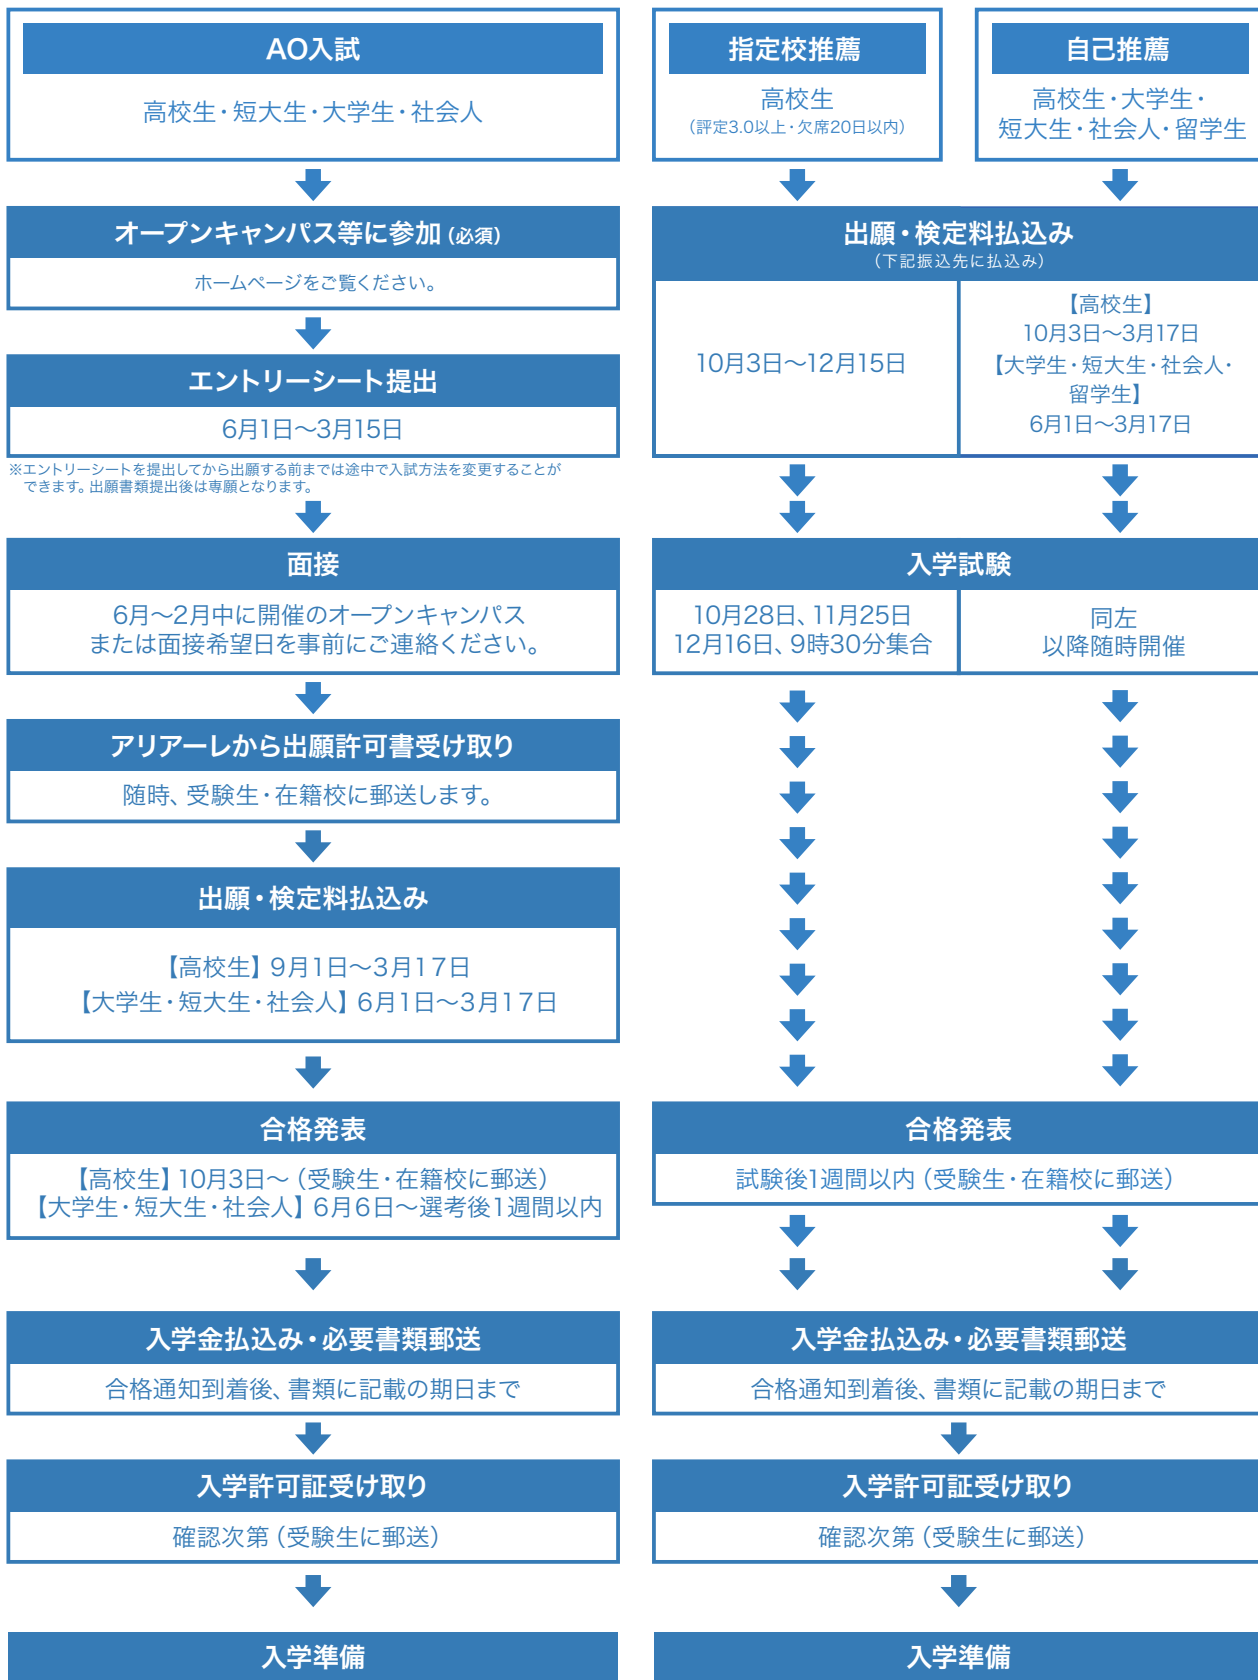 AO入試
高校生・短大生・大学生・社会人
オープンキャンパス等に参加(必須)
ホームページをご覧ください。
エントリーシート提出
6月1日〜3月15日
※エントリーシートを提出してから出願する前までは途中で入試方法を変更することが
できます。出願書類提出後は専願となります。
面接
6月〜2月中に開催のオープンキャンパス
または面接希望日を事前にご連絡ください。
アリアーレから出願許可書受け取り
随時、受験生・在籍校に郵送します。
出願・検定料払込み
【高校生】9月1日〜3月17日
【大学生・短大生・社会人】6月1日〜3月17日
合格発表
【高校生】10月3日〜(受験生・在籍校に郵送)
【大学生・短大生・社会人】6月6日〜選考後1週間以内
入学金払込み・必要書類郵送
合格通知到着後、書類に記載の期日まで
入学許可証受け取り
確認次第(受験生に郵送)
入学準備
指定校推薦
高校生
(評定3.0以上・欠席20日以内)
自己推薦
高校生・大学生・
短大生・社会人・留学生
出願・検定料払込み
(下記振込先に払込み)
10月3日〜12月15日
【高校生】
10月3日〜3月17日
【大学生・短大生・社会人・
留学生】
6月1日〜3月17日
入学試験
10月28日、11月25日
12月16日、9時30分集合
同左
以降随時開催
合格発表
試験後1週間以内(受験生・在籍校に郵送)
入学金払込み・必要書類郵送
合格通知到着後、書類に記載の期日まで
入学許可証受け取り
確認次第(受験生に郵送)
入学準備